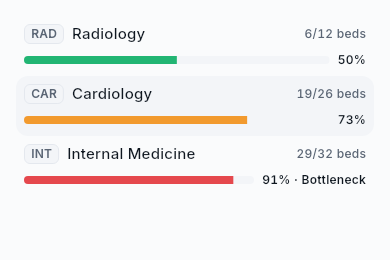 RAD Radiology 6/12 beds
50%
CAR Cardiology 19/26 beds
73%
INT Internal Medicine 29/32 beds
91% · Bottleneck